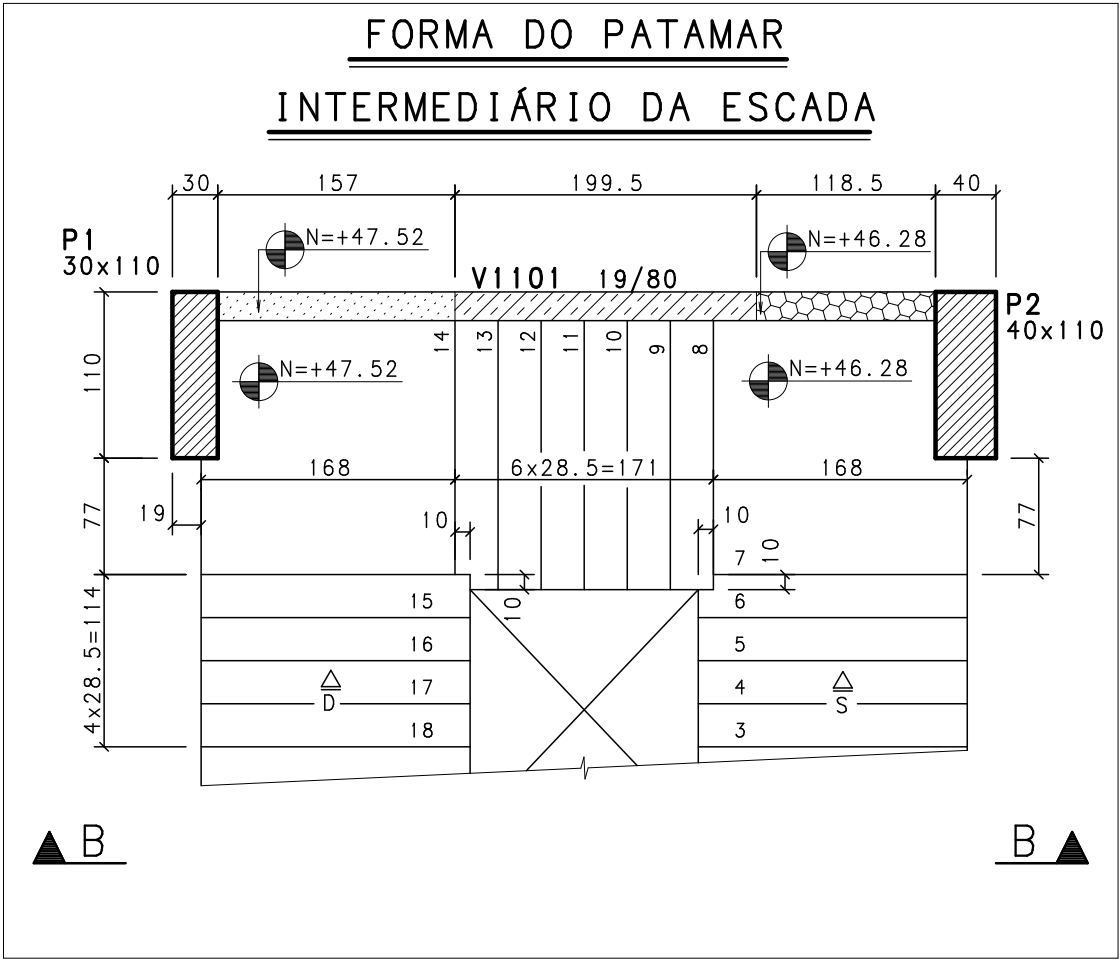 FORMA DO PATAMAR
INTERMEDIÁRIO DA ESCADA
30 157 199.5 118.5 40
N=+47.52 N=+46.28
P1
30x110
V1101 19/80
P2
40x110
14 13 12 11 10 9 8
110
N=+47.52 N=+46.28
168 6x28.5=171 168
19 77 10 10 77
7 10
15 10 6
16 5
4x28.5=114
17 4
D S
18 3
B B